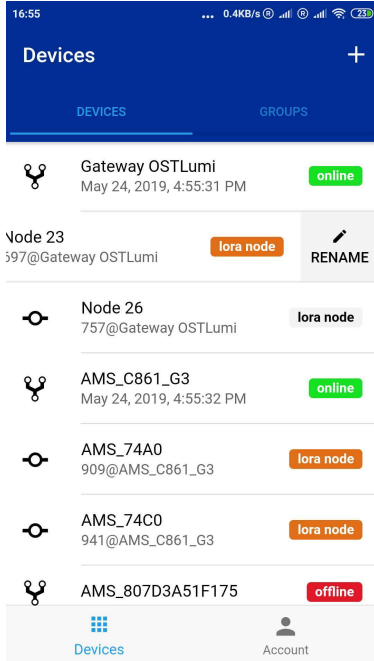 16:55
... 0.4KB/s R R 23
Devices
DEVICES
GROUPS
Gateway OSTLumi
May 24, 2019, 4:55:31 PM
online
Node 23
697@Gateway OSTLumi
lora node
RENAME
Node 26
757@Gateway OSTLumi
lora node
AMS_C861_G3
May 24, 2019, 4:55:32 PM
online
AMS_74A0
909@AMS_C861_G3
lora node
AMS_74C0
941@AMS_C861_G3
lora node
AMS_807D3A51F175
offline
Devices
Account